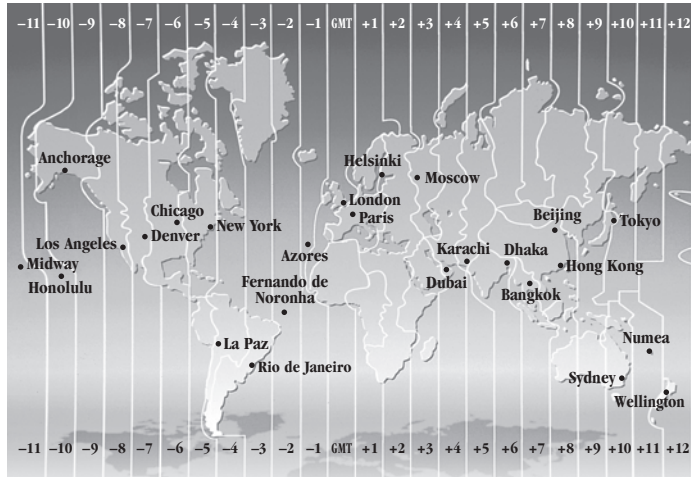 −11 −10 −9 −8 −7 −6 −5 −4 −3 −2 −1 GMT +1 +2 +3 +4 +5 +6 +7 +8 +9 +10 +11 +12
Anchorage
Helsinki
Moscow
London
Chicago
Paris
Beijing
New York
Tokyo
Denver
Los Angeles
Azores
Karachi
Dhaka
Midway
Hong Kong
Honolulu
Fernando de
Noronha
Dubai
Bangkok
Numea
La Paz
Rio de Janeiro
Sydney
Wellington
−11 −10 −9 −8 −7 −6 −5 −4 −3 −2 −1 GMT +1 +2 +3 +4 +5 +6 +7 +8 +9 +10 +11 +12